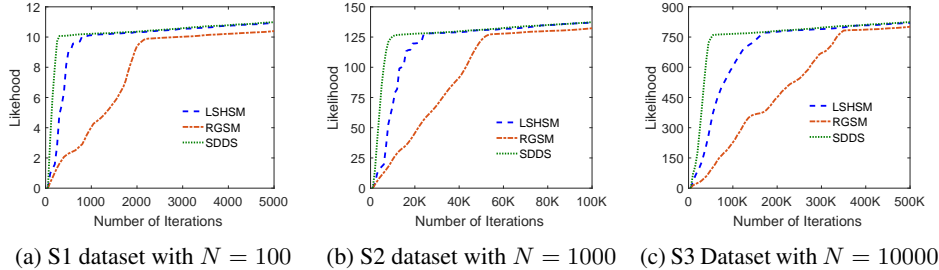 12
10
8
6
4
2
0
Likehood
0 1000 2000 3000 4000 5000
Number of Iterations
LSHSM
RGSM
SDDS
(a) S1 dataset with N = 100
150
125
100
75
50
25
0
Likelihood
0 20K 40K 60K 80K 100K
Number of Iterations
LSHSM
RGSM
SDDS
(b) S2 dataset with N = 1000
900
750
600
450
300
150
0
Likelihood
0 100K 200K 300K 400K 500K
Number of Iterations
LSHSM
RGSM
SDDS
(c) S3 Dataset with N = 10000